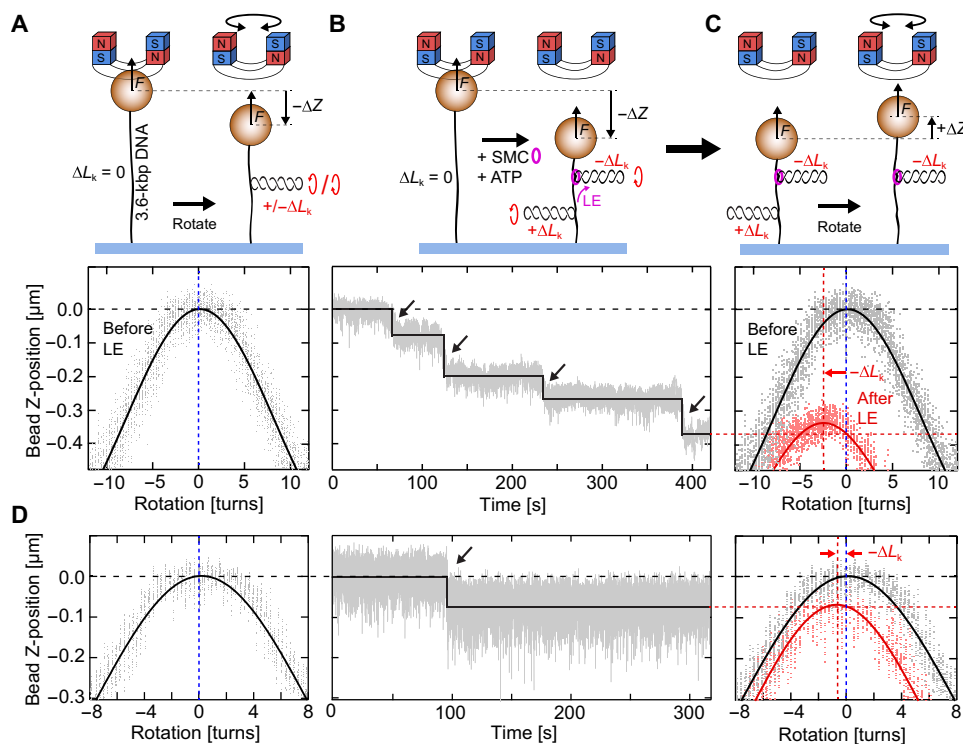 A
B
C
N S S N
S N N S
N S S N
S N N S
N S S N
S N N S
F
−ΔZ
F
ΔLk = 0
3.6-kbp DNA
Rotate
+/−ΔLk
F
−ΔZ
F
+ SMC
+ ATP
ΔLk = 0
−ΔLk
LE
+ΔLk
F
+ΔZ
F
−ΔLk
−ΔLk
+ΔLk
Rotate
Bead Z-position [µm]
0.0
−0.1
−0.2
−0.3
−0.4
Before
LE
−10 −5 0 5 10
Rotation [turns]
0 100 200 300 400
Time [s]
Before
LE
−ΔLk
After
LE
−10 −5 0 5 10
Rotation [turns]
D
Bead Z-position [µm]
0.0
−0.1
−0.2
−0.3
−8 −4 0 4 8
Rotation [turns]
0 100 200 300
Time [s]
−ΔLk
−8 −4 0 4 8
Rotation [turns]